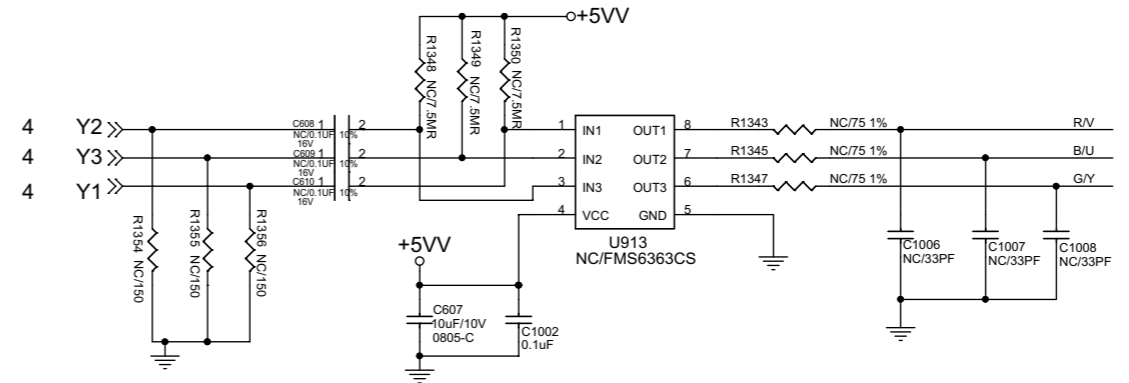 +5VV
R1348 NC/7.5MR
R1349 NC/7.5MR
R1350 NC/7.5MR
4 Y2
4 Y3
4 Y1
C608 1 2
NC/0.1UF 10%
16V
C609 1 2
NC/0.1UF 10%
16V
C610 1 2
NC/0.1UF 10%
16V
R1354 NC/150
R1355 NC/150
R1356 NC/150
1 IN1 OUT1 8
2 IN2 OUT2 7
3 IN3 OUT3 6
4 VCC GND 5
U913
NC/FMS6363CS
R1343 NC/75 1% R/V
R1345 NC/75 1% B/U
R1347 NC/75 1% G/Y
C1006
NC/33PF
C1007
NC/33PF
C1008
NC/33PF
+5VV
C607
10uF/10V
0805-C
C1002
0.1uF